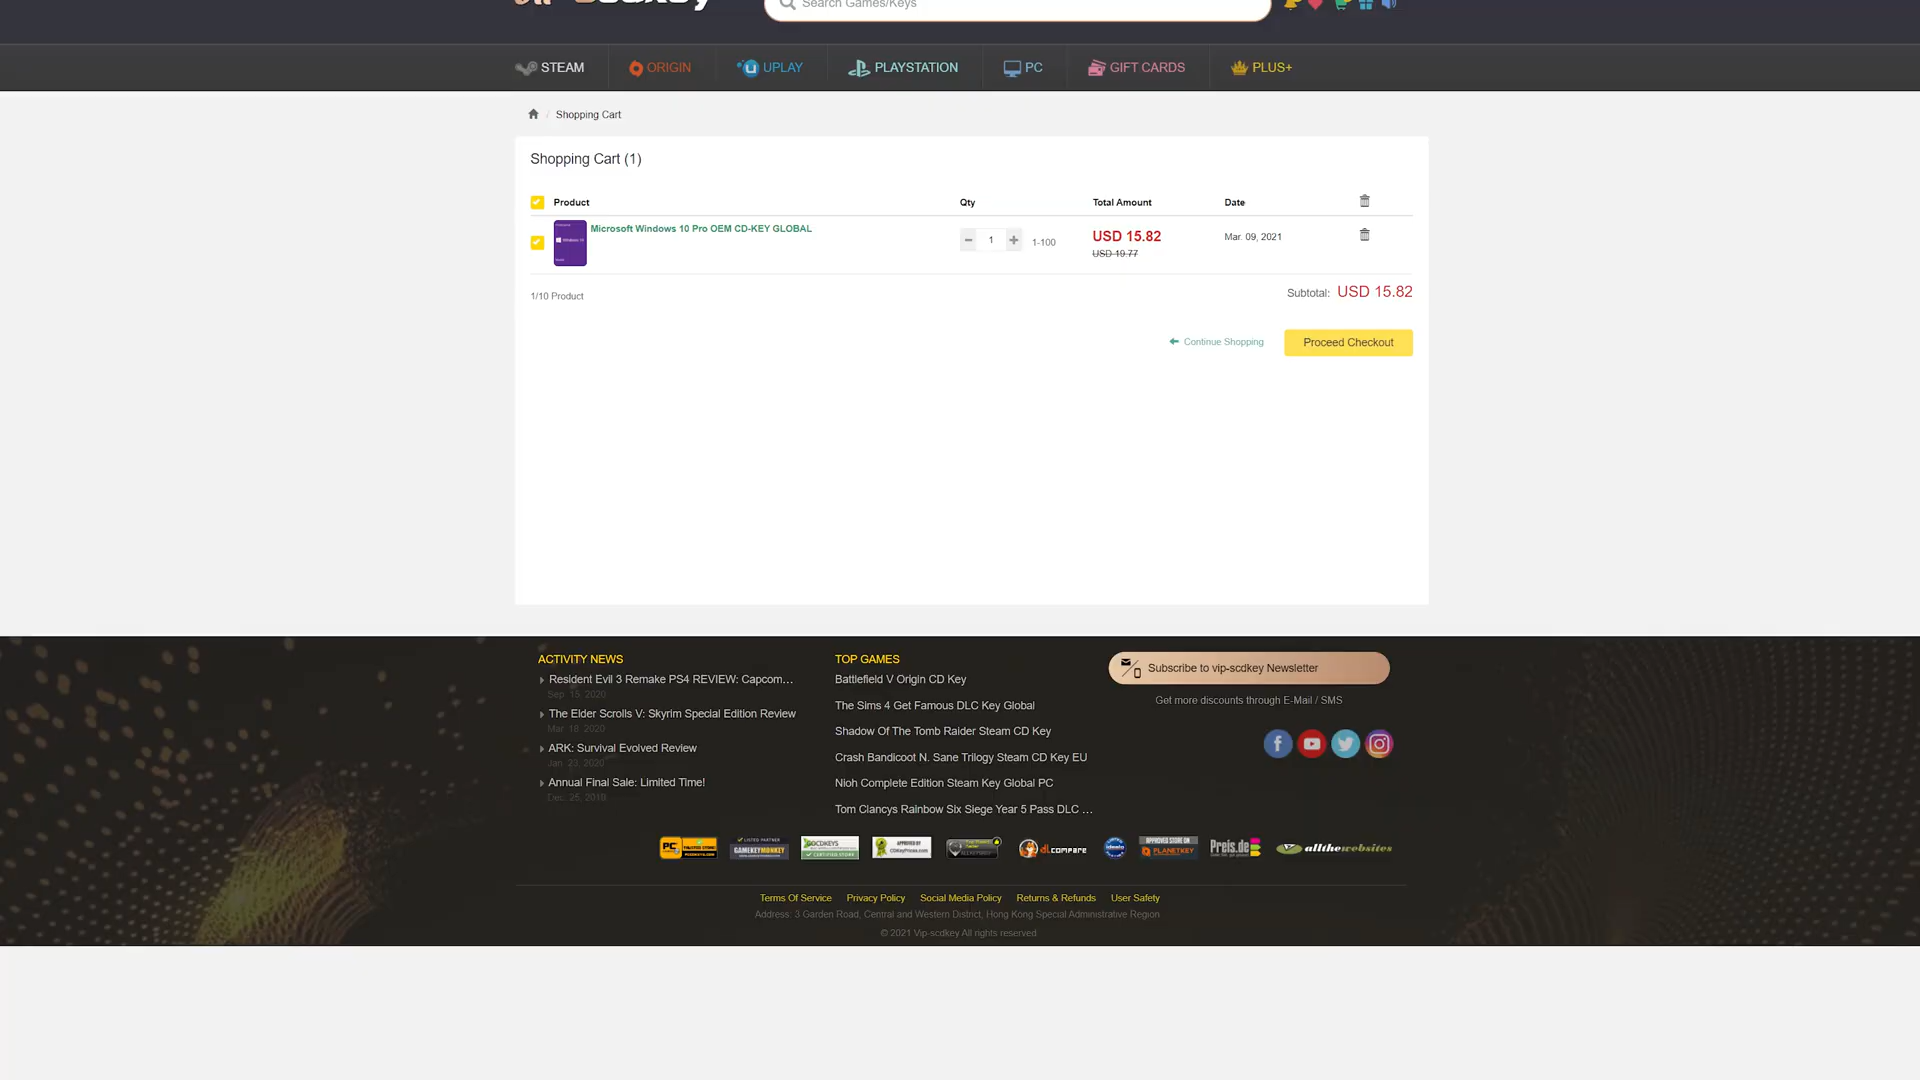 Search Games/Keys
STEAM ORIGIN UPLAY PLAYSTATION PC GIFT CARDS PLUS+
/ Shopping Cart
Shopping Cart (1)
Product Qty Total Amount Date
Microsoft Windows 10 Pro OEM CD-KEY GLOBAL
1 1-100 USD 15.82 Mar. 09, 2021
USD 19.77
1/10 Product Subtotal: USD 15.82
Continue Shopping Proceed Checkout
ACTIVITY NEWS
Resident Evil 3 Remake PS4 REVIEW: Capcom...
Sep. 15, 2020
The Elder Scrolls V: Skyrim Special Edition Review
Mar. 18, 2020
ARK: Survival Evolved Review
Jan. 23, 2020
Annual Final Sale: Limited Time!
Dec. 25, 2019
TOP GAMES
Battlefield V Origin CD Key
The Sims 4 Get Famous DLC Key Global
Shadow Of The Tomb Raider Steam CD Key
Crash Bandicoot N. Sane Trilogy Steam CD Key EU
Nioh Complete Edition Steam Key Global PC
Tom Clancys Rainbow Six Siege Year 5 Pass DLC ...
Subscribe to vip-scdkey Newsletter
Get more discounts through E-Mail / SMS
GAMEKEYMONKEY
dlcompare
PLANETKEY
Preis.de
allthewebsites
Terms Of Service Privacy Policy Social Media Policy Returns & Refunds User Safety
Address: 3 Garden Road, Central and Western District, Hong Kong Special Administrative Region
© 2021 Vip-scdkey All rights reserved